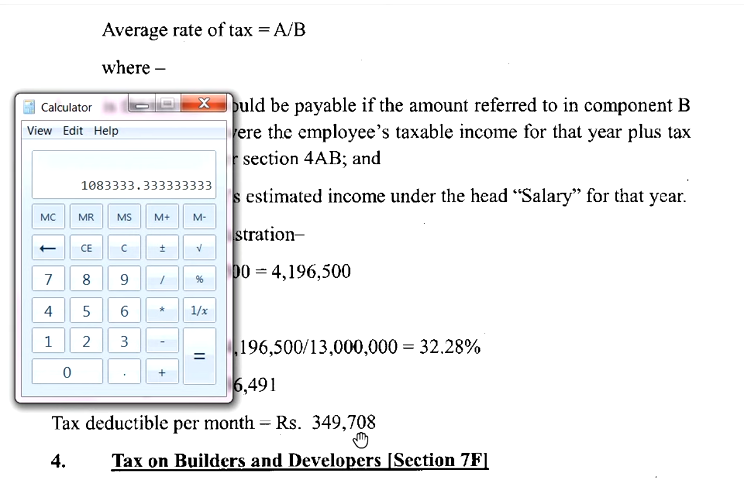 Average rate of tax = A/B
where –
Calculator
View Edit Help
1083333.333333333
MC MR MS M+ M-
← CE C ± √
7 8 9 / %
4 5 6 * 1/x
1 2 3 - =
0 . +
be payable if the amount referred to in component B
the employee's taxable income for that year plus tax
section 4AB; and
estimated income under the head “Salary” for that year.
00 = 4,196,500
,196,500/13,000,000 = 32.28%
6,491
Tax deductible per month = Rs. 349,708
4. Tax on Builders and Developers [Section 7F]